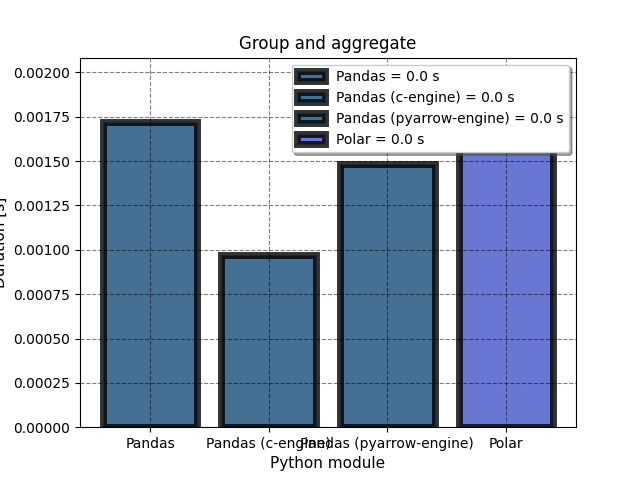 Group and aggregate
Pandas = 0.0 s
Pandas (c-engine) = 0.0 s
Pandas (pyarrow-engine) = 0.0 s
Polar = 0.0 s
0.00200
0.00175
0.00150
0.00125
0.00100
0.00075
0.00050
0.00025
0.00000
Duration [s]
Pandas
Pandas (c-engine)
Pandas (pyarrow-engine)
Polar
Python module